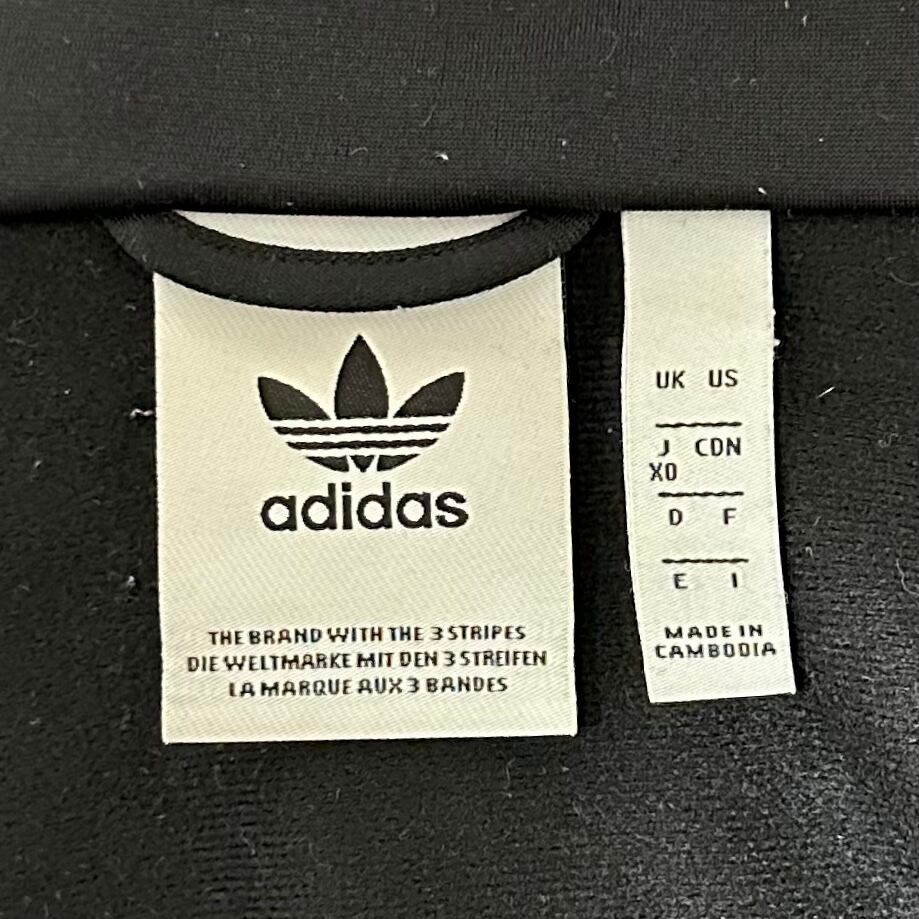 adidas
THE BRAND WITH THE 3 STRIPES
DIE WELTMARKE MIT DEN 3 STREIFEN
LA MARQUE AUX 3 BANDES
UK US
J CDN
XO
D F
E I
MADE IN
CAMBODIA